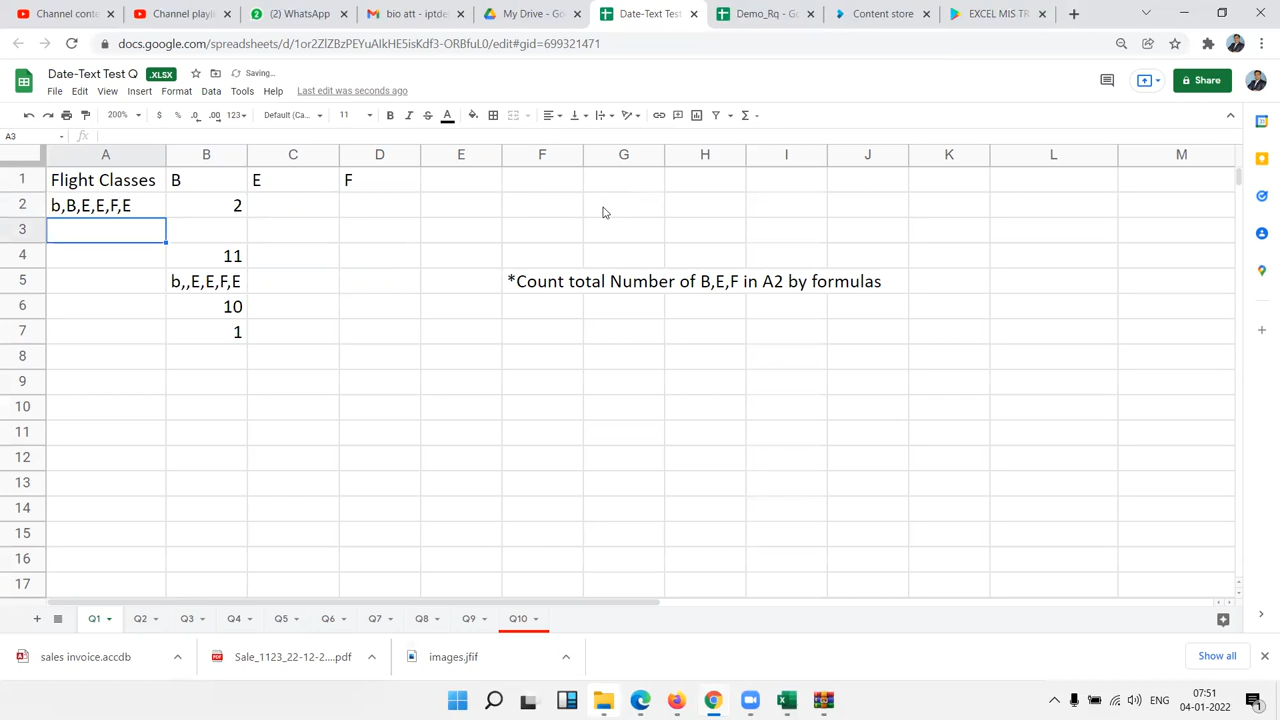 Content curatio
Channel playli
(2) WhatsApp
bio att - iptde
My Drive - Goo
Date-Text Test
Demo_Rq - Go
Content store
EXCEL MIS TR
docs.google.com/spreadsheets/d/1or2ZlZBzPEYuAIkHE5isKdf3-ORBfuL0/edit#gid=699321471
Date-Text Test Q .XLSX Saving...
File Edit View Insert Format Data Tools Help Last edit was seconds ago
Share
200% $ % .0 .00 123 Default (Ca... 11 B I S A Σ
A3 fx
A B C D E F G H I J K L M
1 Flight Classes B E F
2 b,B,E,E,F,E 2
3
4 11
5 b,,E,E,F,E *Count total Number of B,E,F in A2 by formulas
6 10
7 1
8
9
10
11
12
13
14
15
16
17
+ Q1 Q2 Q3 Q4 Q5 Q6 Q7 Q8 Q9 Q10
sales invoice.accdb
Sale_1123_22-12-2....pdf
images.jfif
Show all
ENG
07:51
04-01-2022